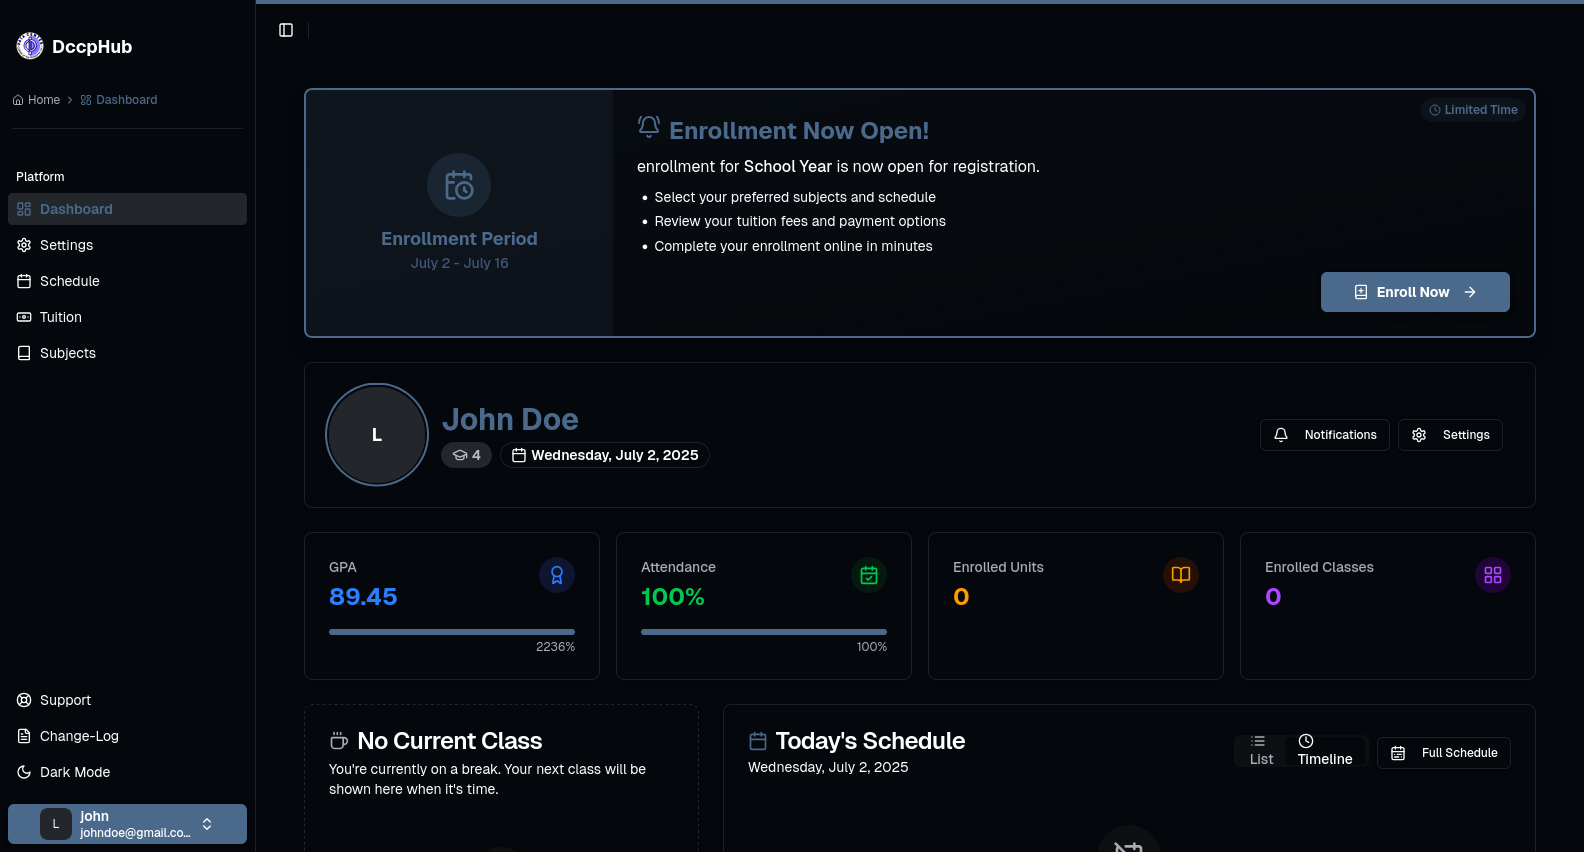 DccpHub
Home > Dashboard
Platform
Dashboard
Settings
Schedule
Tuition
Subjects
Support
Change-Log
Dark Mode
L
john
johndoe@gmail.co...
Enrollment Period
July 2 - July 16
Limited Time
Enrollment Now Open!
enrollment for School Year is now open for registration.
• Select your preferred subjects and schedule
• Review your tuition fees and payment options
• Complete your enrollment online in minutes
Enroll Now
L
John Doe
4
Wednesday, July 2, 2025
Notifications
Settings
GPA
89.45
2236%
Attendance
100%
100%
Enrolled Units
0
Enrolled Classes
0
No Current Class
You're currently on a break. Your next class will be
shown here when it's time.
Today's Schedule
Wednesday, July 2, 2025
List
Timeline
Full Schedule